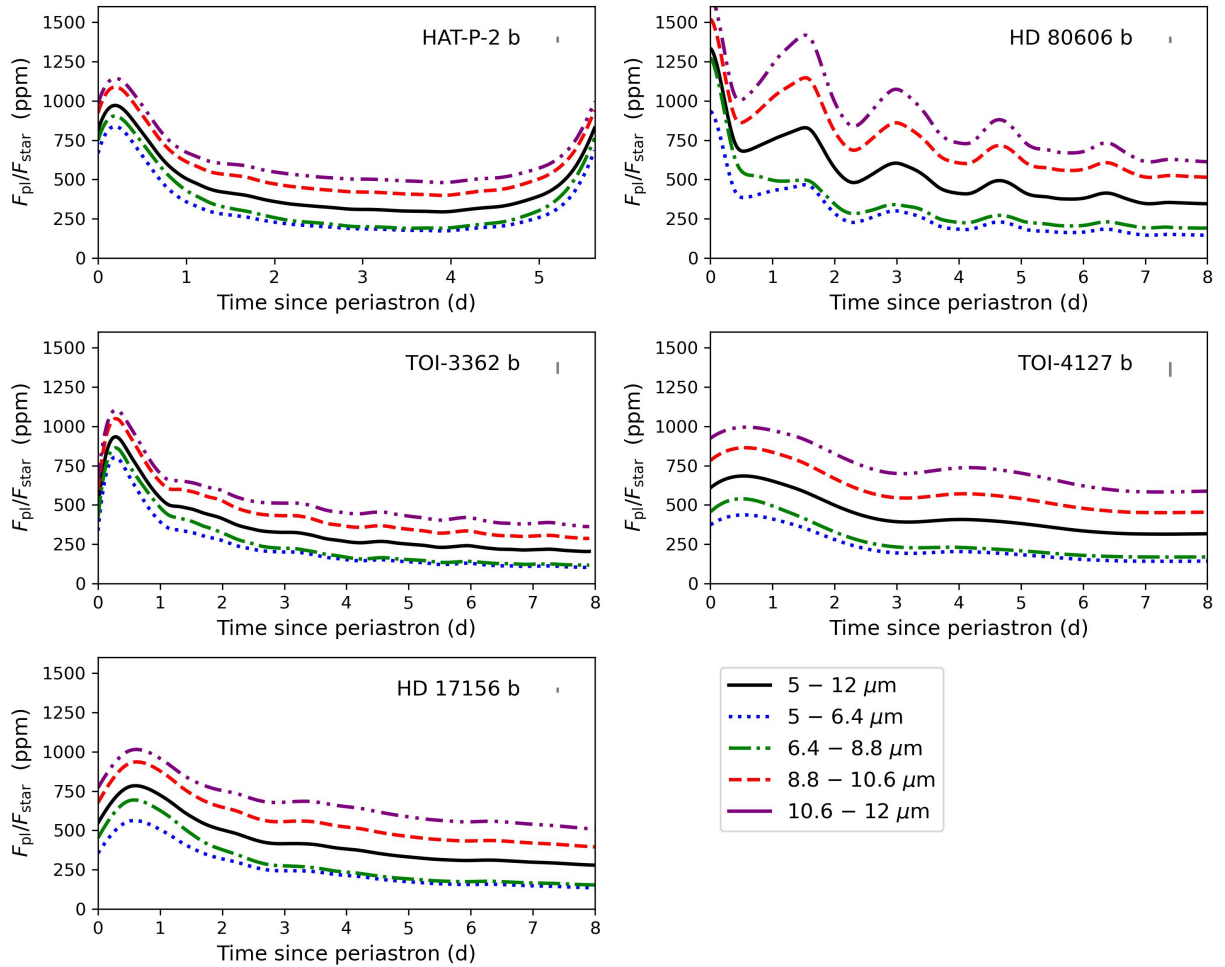 HAT-P-2 b
F_pl/F_star (ppm)
1500
1250
1000
750
500
250
0
0 1 2 3 4 5
Time since periastron (d)
HD 80606 b
F_pl/F_star (ppm)
1500
1250
1000
750
500
250
0
0 1 2 3 4 5 6 7 8
Time since periastron (d)
TOI-3362 b
F_pl/F_star (ppm)
1500
1250
1000
750
500
250
0
0 1 2 3 4 5 6 7 8
Time since periastron (d)
TOI-4127 b
F_pl/F_star (ppm)
1500
1250
1000
750
500
250
0
0 1 2 3 4 5 6 7 8
Time since periastron (d)
HD 17156 b
F_pl/F_star (ppm)
1500
1250
1000
750
500
250
0
0 1 2 3 4 5 6 7 8
Time since periastron (d)
5 − 12 μm
5 − 6.4 μm
6.4 − 8.8 μm
8.8 − 10.6 μm
10.6 − 12 μm